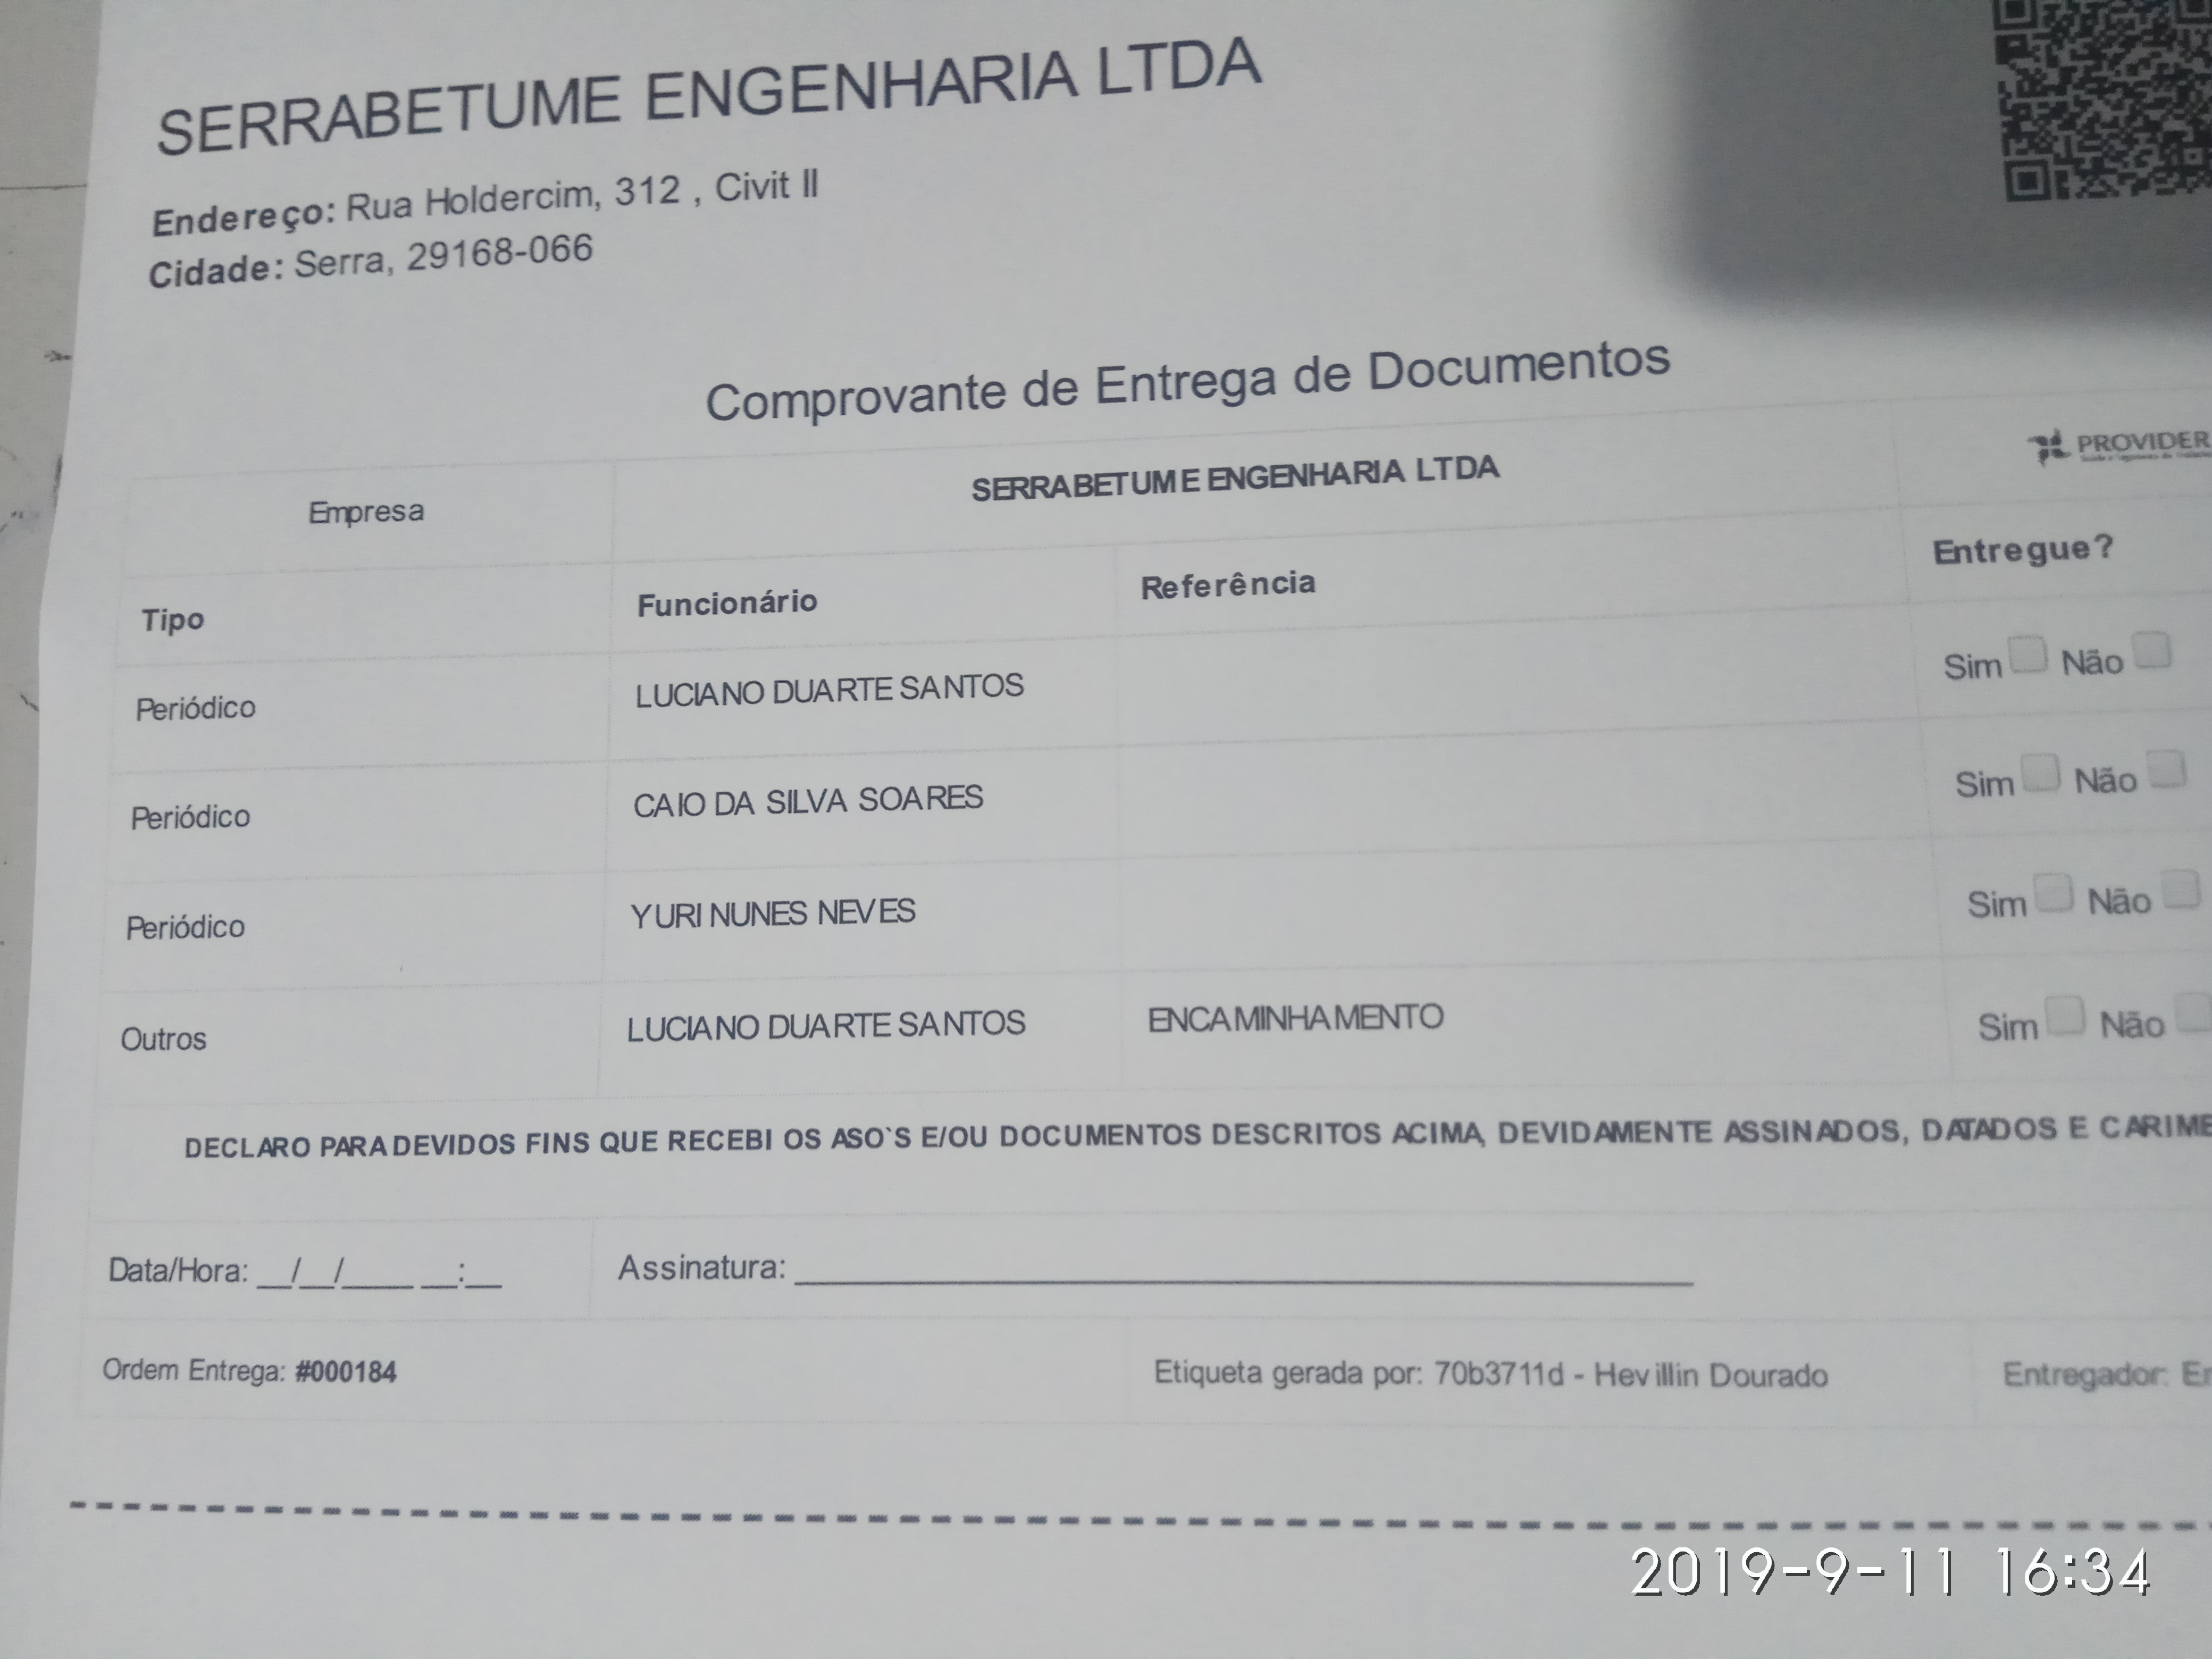 SERRABETUME ENGENHARIA LTDA
Endereço: Rua Holdercim, 312 , Civit II
Cidade: Serra, 29168-066
Comprovante de Entrega de Documentos
Empresa SERRABETUME ENGENHARIA LTDA PROVIDER
Tipo Funcionário Referência Entregue?
Periódico LUCIANO DUARTE SANTOS Sim Não
Periódico CAIO DA SILVA SOARES Sim Não
Periódico YURI NUNES NEVES Sim Não
Outros LUCIANO DUARTE SANTOS ENCAMINHAMENTO Sim Não
DECLARO PARA DEVIDOS FINS QUE RECEBI OS ASO`S E/OU DOCUMENTOS DESCRITOS ACIMA, DEVIDAMENTE ASSINADOS, DATADOS E
Data/Hora: __/__/____ __:__ Assinatura: ____________________
Ordem Entrega: #000184 Etiqueta gerada por: 70b3711d - Hevillin Dourado Entregador:
2019-9-11 16:34